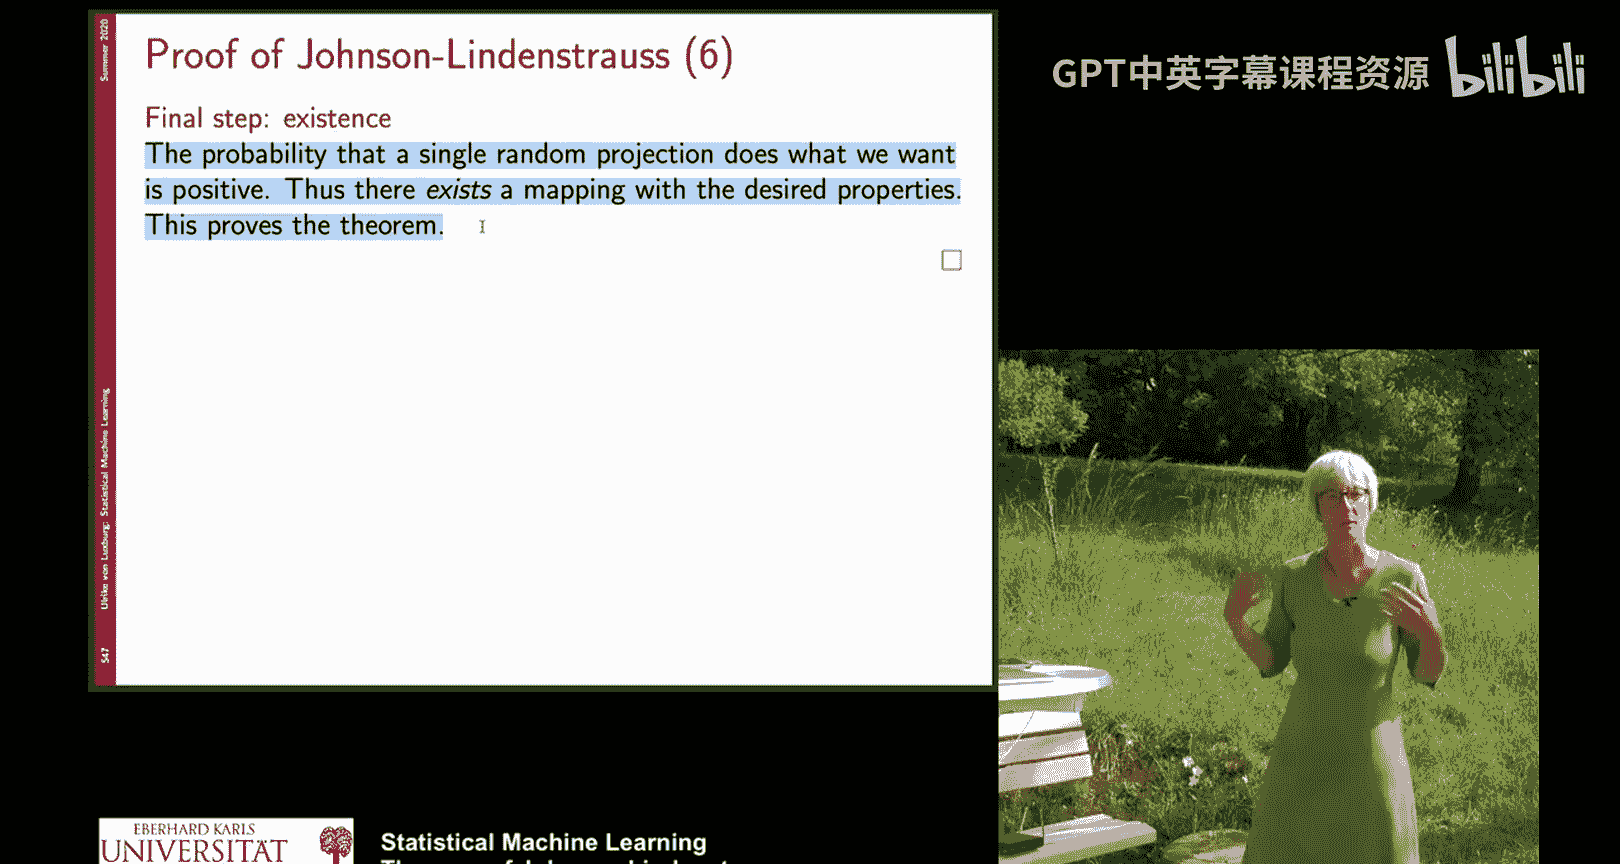 Summer 2020
Proof of Johnson-Lindenstrauss (6)
Final step: existence
The probability that a single random projection does what we want
is positive. Thus there exists a mapping with the desired properties.
This proves the theorem.
Ulrike von Luxburg: Statistical Machine Learning
547
GPT中英字幕课程资源
bilibili
EBERHARD KARLS
UNIVERSITÄT
Statistical Machine Learning